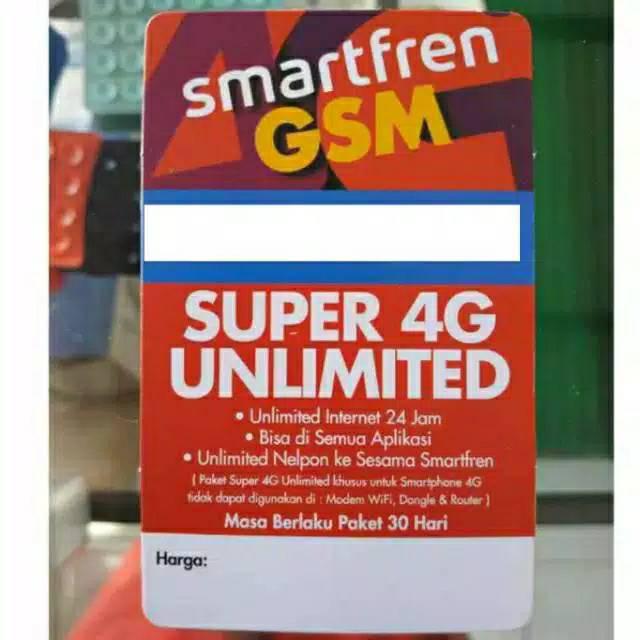 smartfren
GSM
SUPER 4G
UNLIMITED
• Unlimited Internet 24 Jam
• Bisa di Semua Aplikasi
• Unlimited Nelpon ke Sesama Smartfren
( Paket Super 4G Unlimited khusus untuk Smartphone 4G
tidak dapat digunakan di : Modem WiFi, Dongle & Router )
Masa Berlaku Paket 30 Hari
Harga: